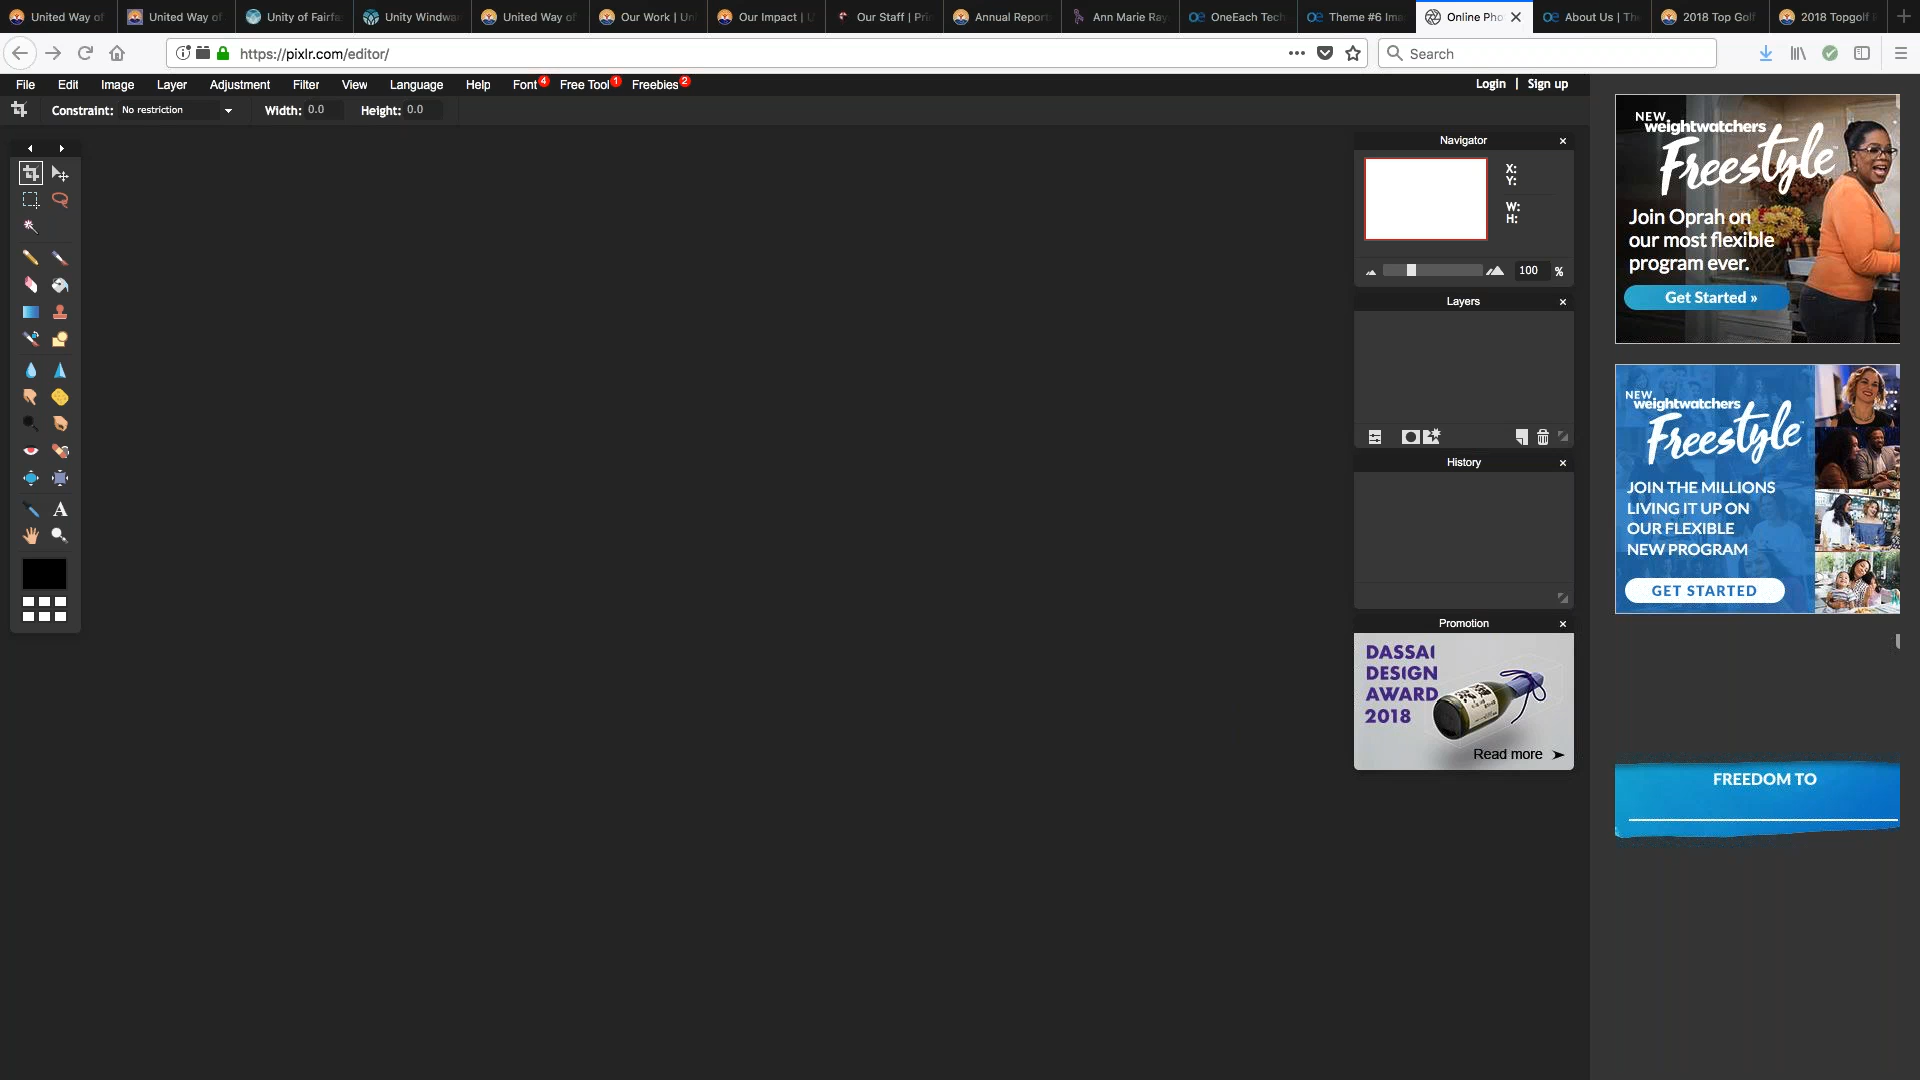 United Way of
United Way of
Unity of Fairfa
Unity Windwa
United Way of
Our Work | Un
Our Impact | U
Our Staff | Prin
Annual Report
Ann Marie Ray
OneEach Tech
Theme #6 Ima
Online Pho
About Us | The
2018 Top Golf
2018 Topgolf
https://pixlr.com/editor/
Search
File Edit Image Layer Adjustment Filter View Language Help Font 4 Free Tool 1 Freebies 2
Login | Sign up
Constraint: No restriction Width: 0.0 Height: 0.0
Navigator
X:
Y:
W:
H:
100 %
Layers
History
Promotion
DASSAI
DESIGN
AWARD
2018
Read more
NEW
weightwatchers
Freestyle
Join Oprah on
our most flexible
program ever.
Get Started »
NEW
weightwatchers
Freestyle
JOIN THE MILLIONS
LIVING IT UP ON
OUR FLEXIBLE
NEW PROGRAM
GET STARTED
FREEDOM TO